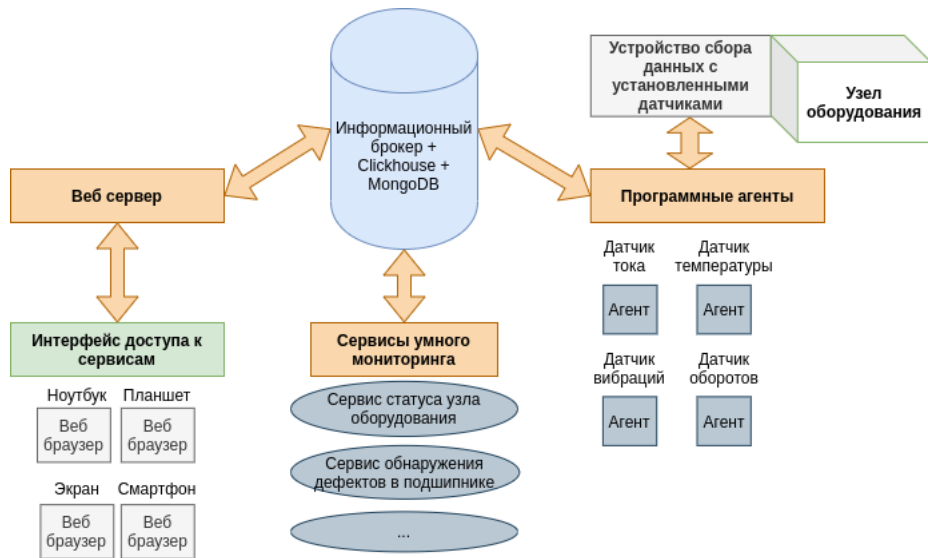 Устройство сбора
данных с
установленными
датчиками
Узел
оборудования
Информационный
брокер +
Clickhouse +
MongoDB
Веб сервер
Программные агенты
Датчик
тока
Датчик
температуры
Агент
Агент
Датчик
вибраций
Датчик
оборотов
Агент
Агент
Интерфейс доступа к
сервисам
Ноутбук
Планшет
Веб
браузер
Веб
браузер
Экран
Смартфон
Веб
браузер
Веб
браузер
Сервисы умного
мониторинга
Сервис статуса узла
оборудования
Сервис обнаружения
дефектов в подшипнике
...